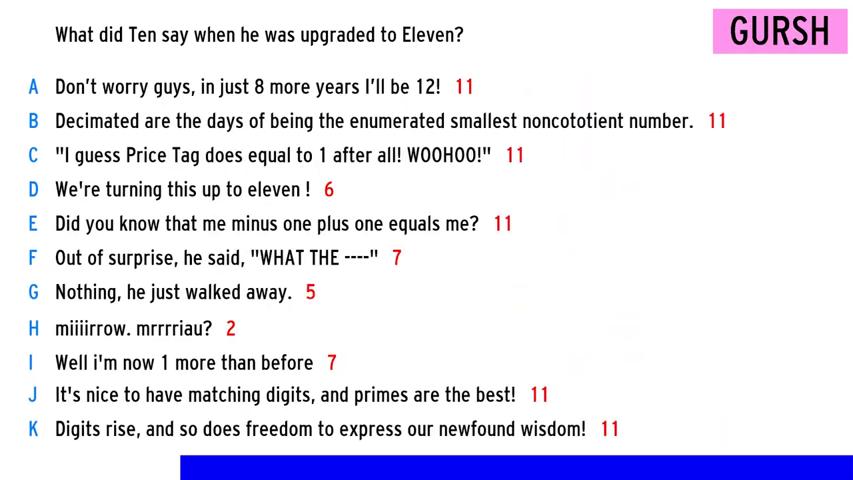 What did Ten say when he was upgraded to Eleven?
GURSH
A Don't worry guys, in just 8 more years I'll be 12! 11
B Decimated are the days of being the enumerated smallest noncototient number. 11
C "I guess Price Tag does equal to 1 after all! WOOHOO!" 11
D We're turning this up to eleven ! 6
E Did you know that me minus one plus one equals me? 11
F Out of surprise, he said, "WHAT THE ----" 7
G Nothing, he just walked away. 5
H miiiirrow. mrrrriau? 2
I Well i'm now 1 more than before 7
J It's nice to have matching digits, and primes are the best! 11
K Digits rise, and so does freedom to express our newfound wisdom! 11